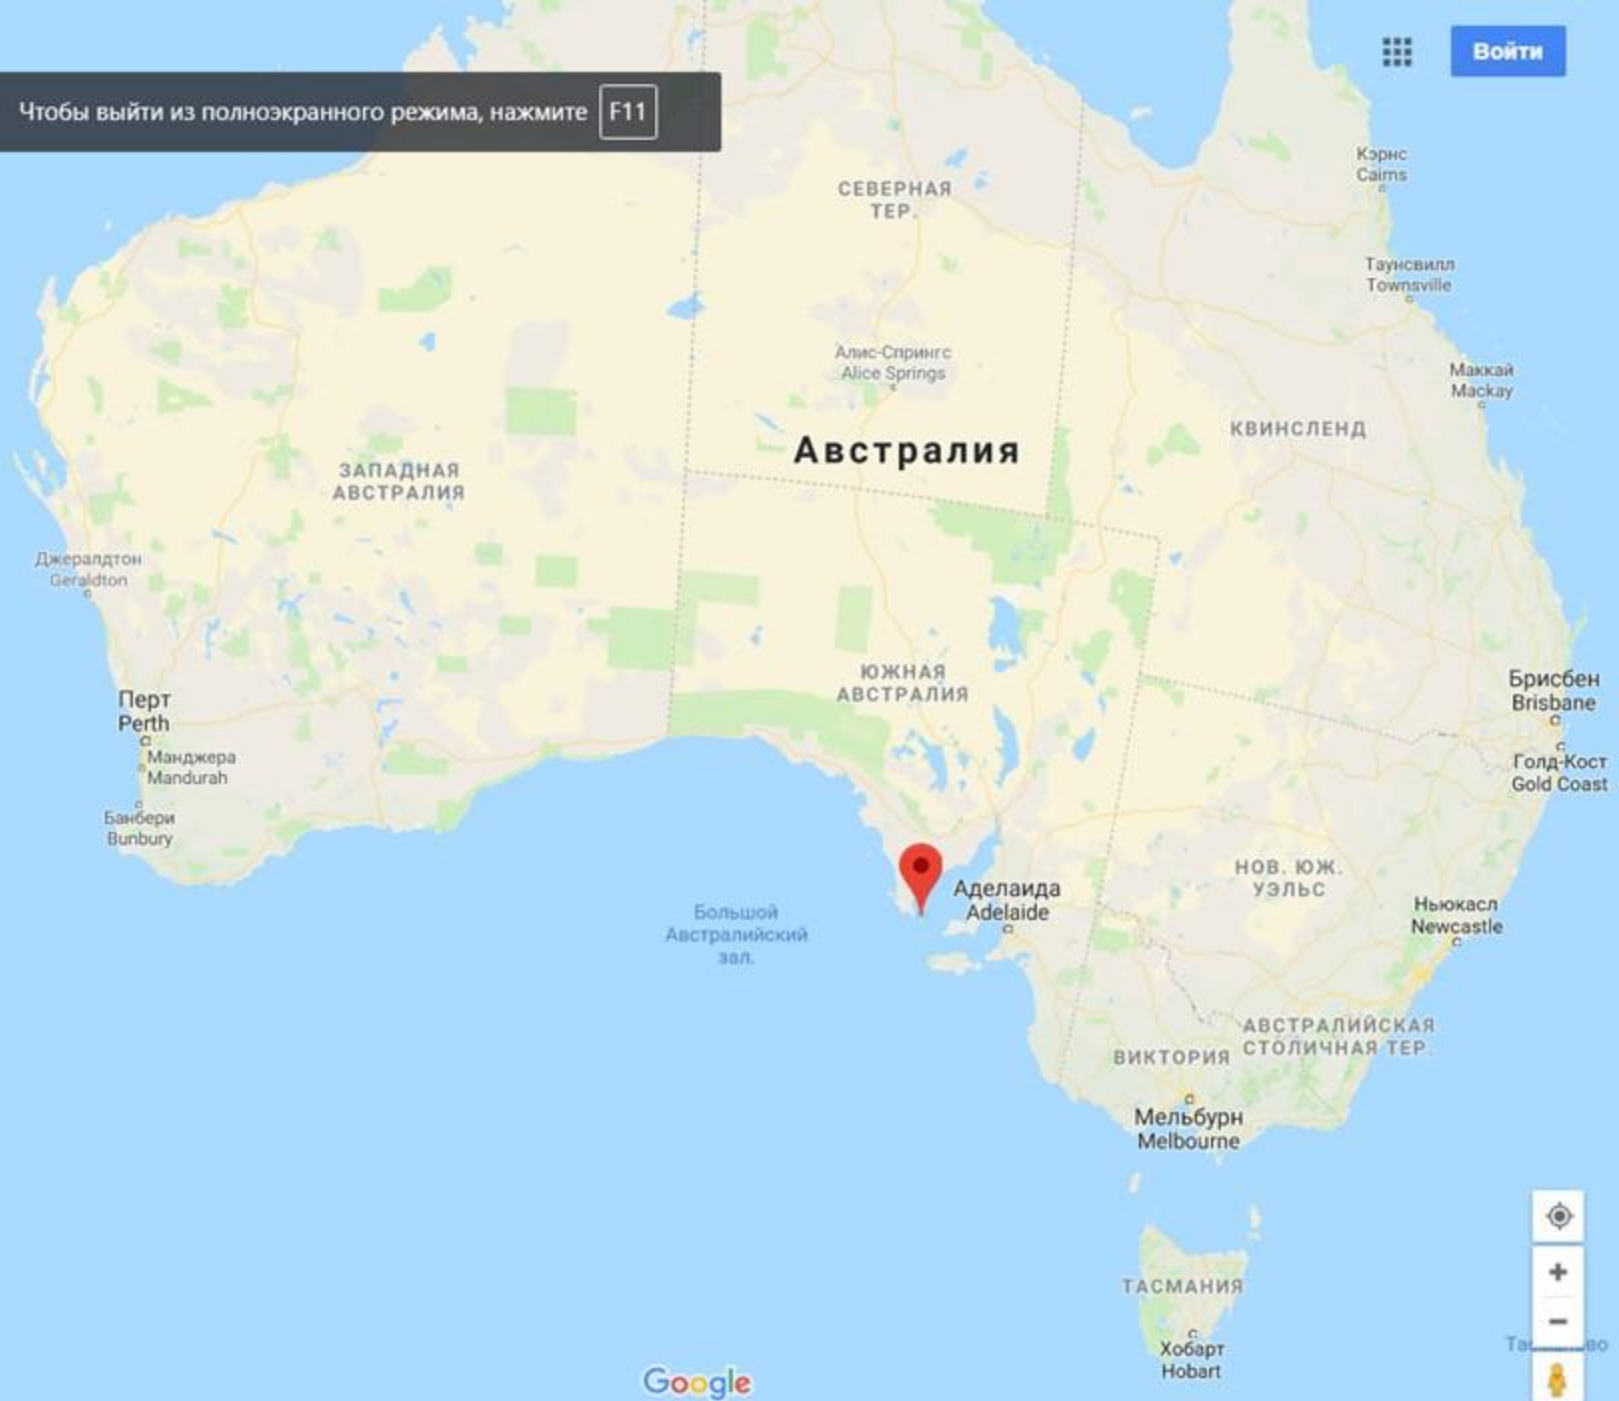 Войти
Чтобы выйти из полноэкранного режима, нажмите F11
Кэрнс
Cairns
СЕВЕРНАЯ
ТЕР.
Таунсвилл
Townsville
Алис-Спрингс
Alice Springs
Маккай
Mackay
Австралия
КВИНСЛЕНД
ЗАПАДНАЯ
АВСТРАЛИЯ
Джералдтон
Geraldton
ЮЖНАЯ
АВСТРАЛИЯ
Брисбен
Brisbane
Перт
Perth
Манджера
Mandurah
Голд-Кост
Gold Coast
Банбери
Bunbury
НОВ. ЮЖ.
УЭЛЬС
Аделаида
Adelaide
Ньюкасл
Newcastle
Большой
Австралийский
зал.
АВСТРАЛИЙСКАЯ
СТОЛИЧНАЯ ТЕР.
ВИКТОРИЯ
Мельбурн
Melbourne
ТАСМАНИЯ
Хобарт
Hobart
Google